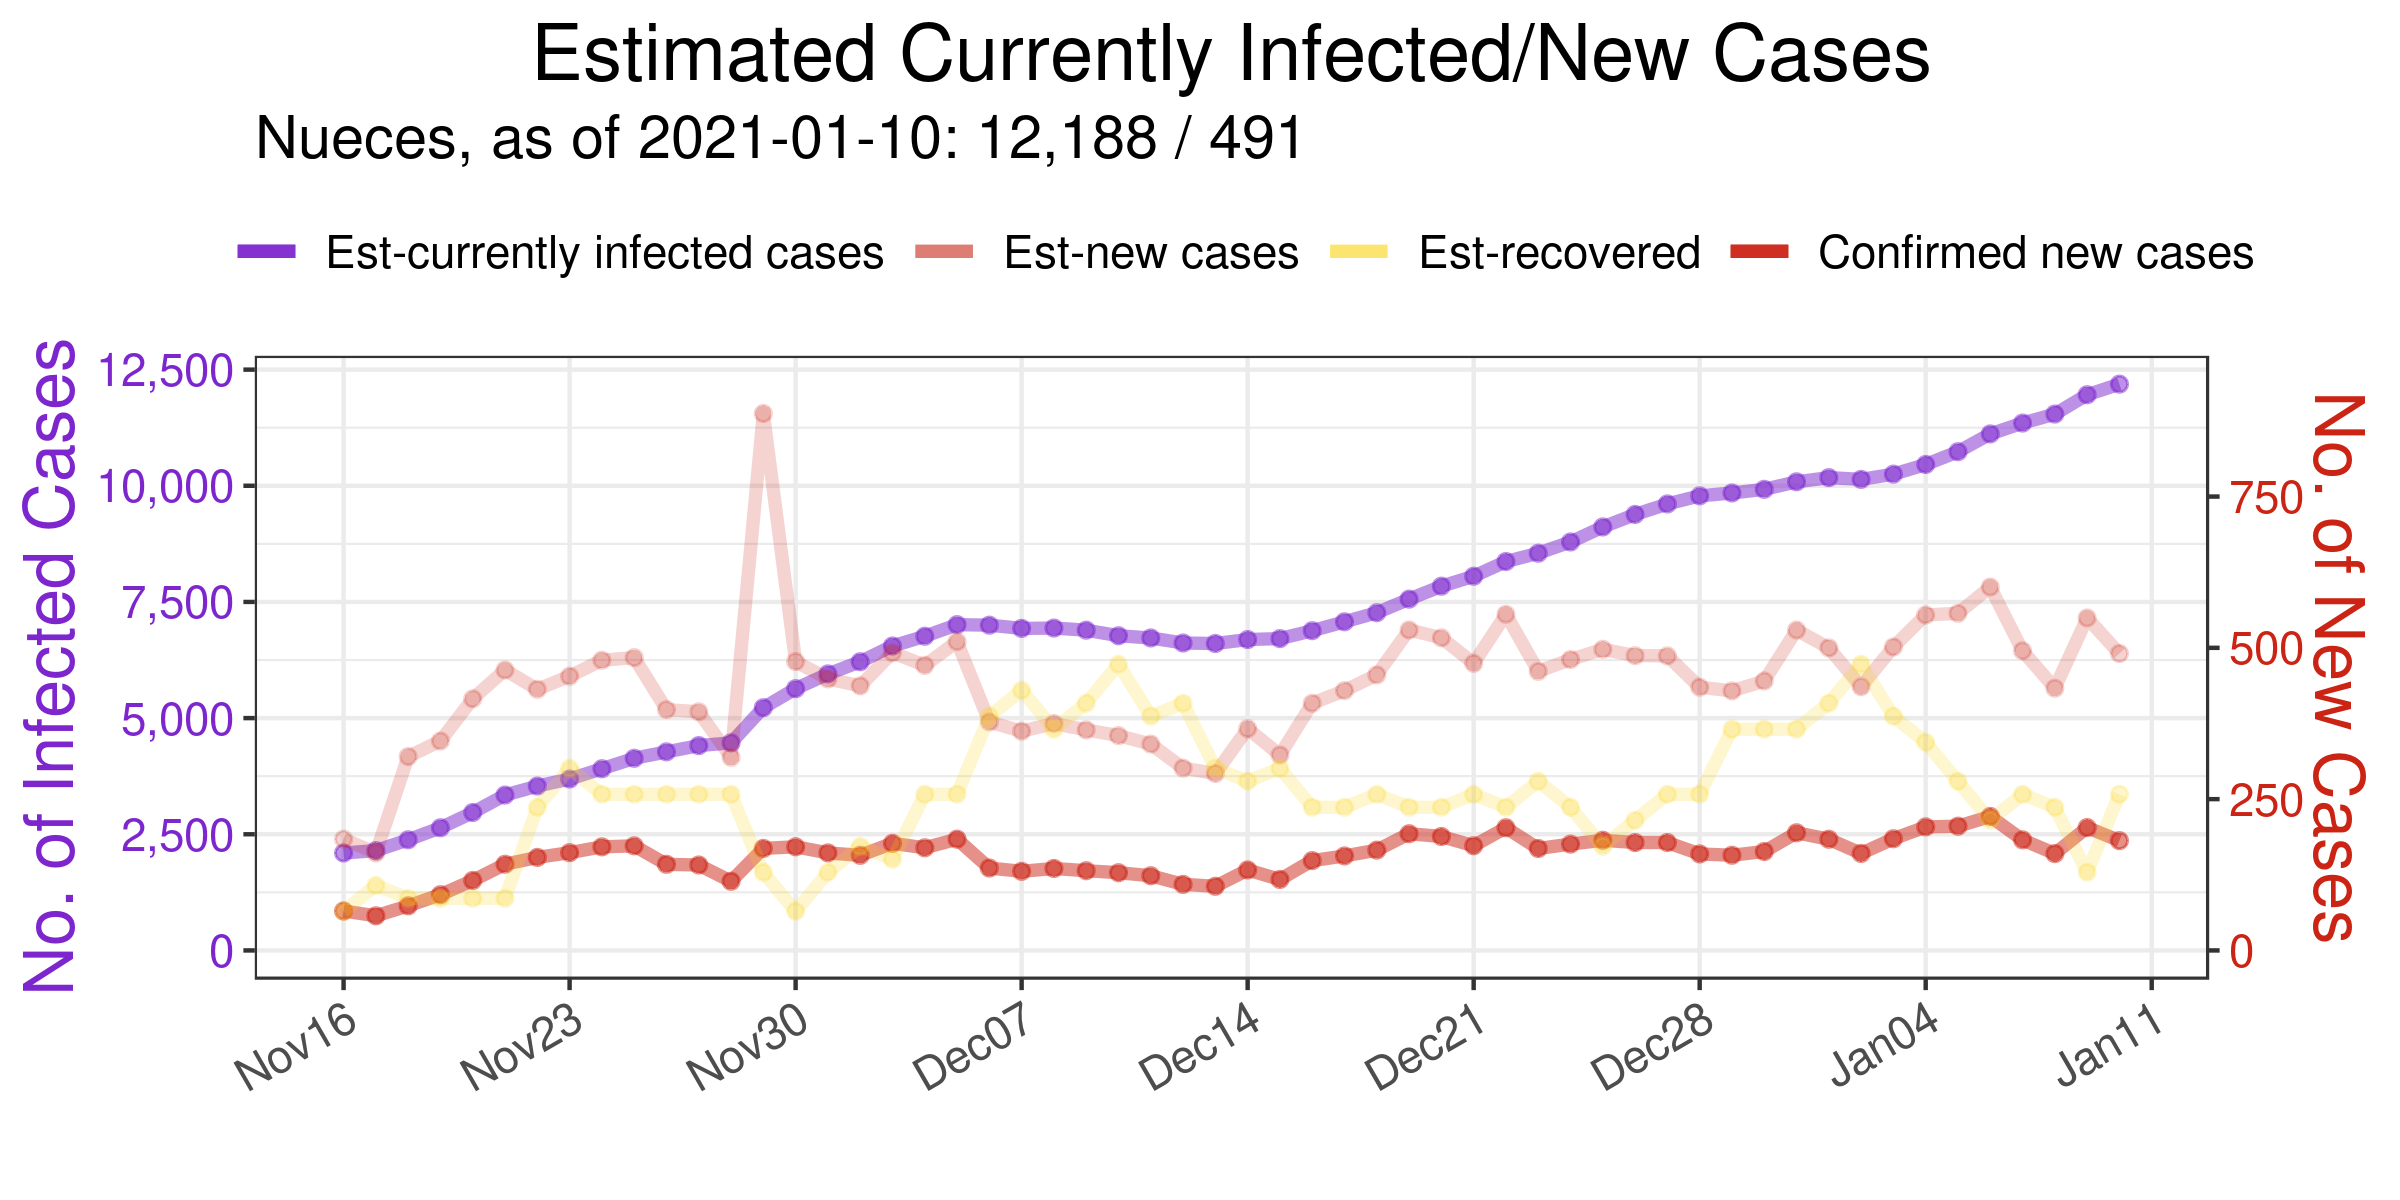 Estimated Currently Infected/New Cases
Nueces, as of 2021-01-10: 12,188 / 491
Est-currently infected cases Est-new cases Est-recovered Confirmed new cases
No. of Infected Cases
12,500
10,000
7,500
5,000
2,500
0
750
500
250
0
No. of New Cases
Nov16 Nov23 Nov30 Dec07 Dec14 Dec21 Dec28 Jan04 Jan11